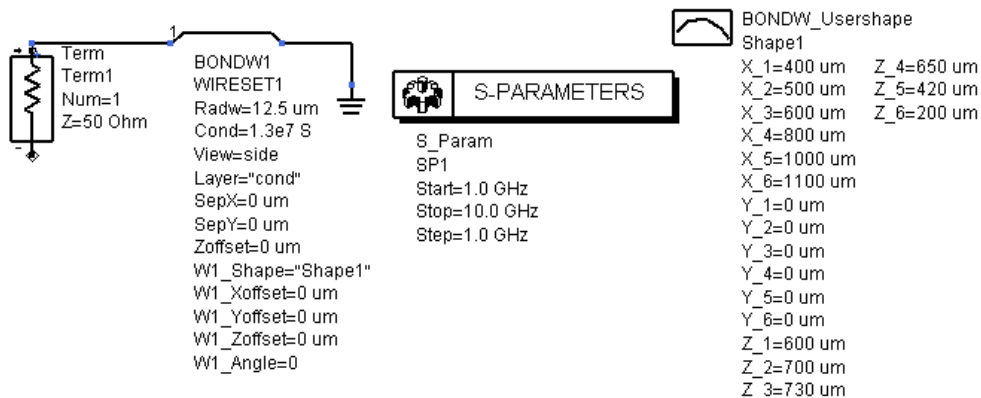 1
Term
Term1
Num=1
Z=50 Ohm
BONDW1
WIRESET1
Radw=12.5 um
Cond=1.3e7 S
View=side
Layer="cond"
SepX=0 um
SepY=0 um
Zoffset=0 um
W1_Shape="Shape1"
W1_Xoffset=0 um
W1_Yoffset=0 um
W1_Zoffset=0 um
W1_Angle=0
S-PARAMETERS
S_Param
SP1
Start=1.0 GHz
Stop=10.0 GHz
Step=1.0 GHz
BONDW_Usershape
Shape1
X_1=400 um
X_2=500 um
X_3=600 um
X_4=800 um
X_5=1000 um
X_6=1100 um
Y_1=0 um
Y_2=0 um
Y_3=0 um
Y_4=0 um
Y_5=0 um
Y_6=0 um
Z_1=600 um
Z_2=700 um
Z_3=730 um
Z_4=650 um
Z_5=420 um
Z_6=200 um